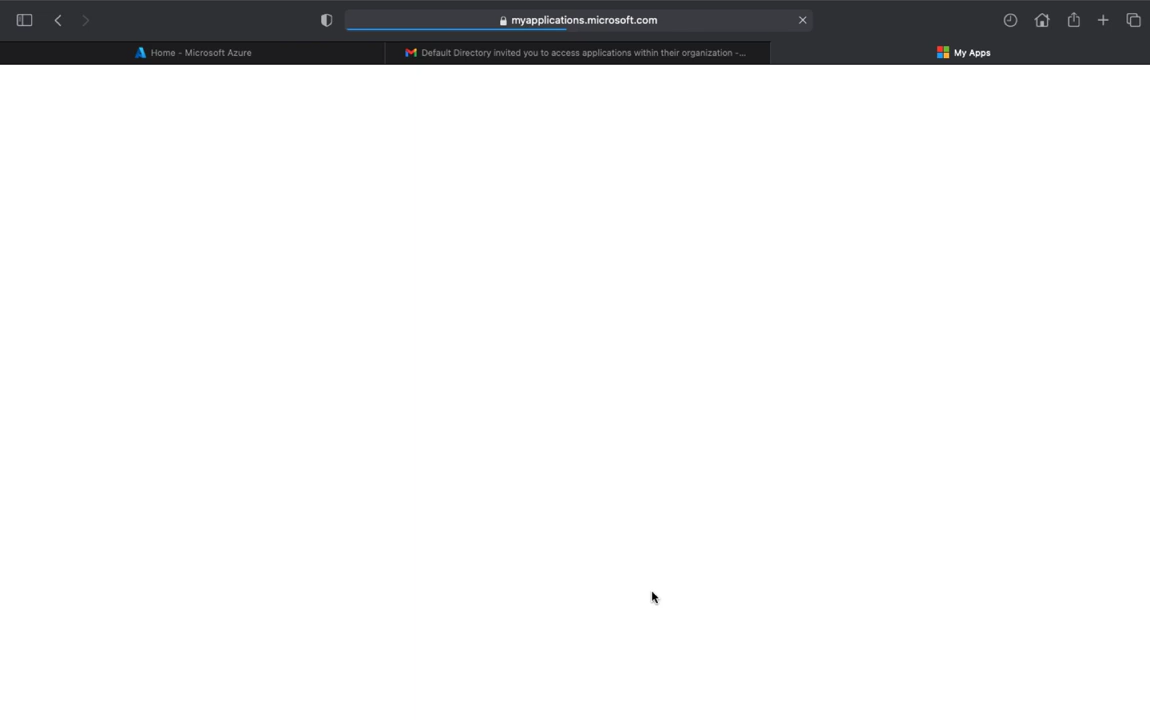 myapplications.microsoft.com
Home - Microsoft Azure
Default Directory invited you to access applications within their organization -...
My Apps